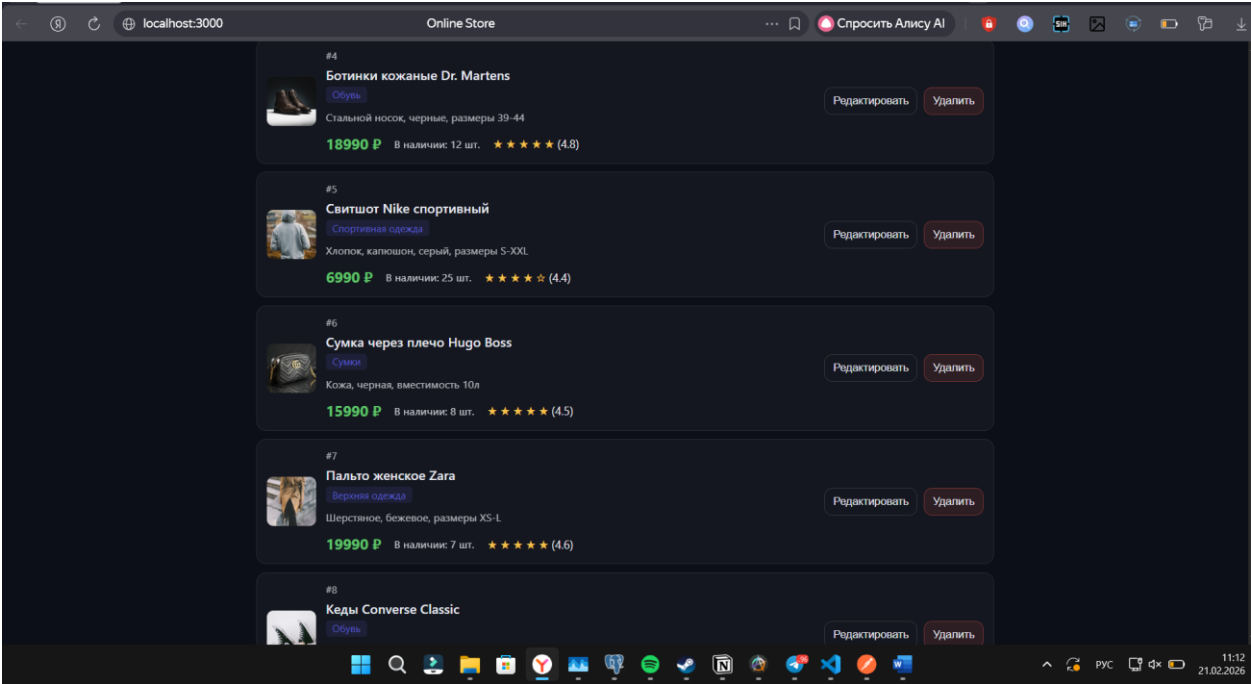 localhost:3000
Online Store
Спросить Алису AI
#4
Ботинки кожаные Dr. Martens
Обувь
Стальной носок, черные, размеры 39-44
18990 ₽ В наличии: 12 шт. ★ ★ ★ ★ ★ (4.8)
Редактировать Удалить
#5
Свитшот Nike спортивный
Спортивная одежда
Хлопок, капюшон, серый, размеры S-XXL
6990 ₽ В наличии: 25 шт. ★ ★ ★ ★ ☆ (4.4)
Редактировать Удалить
#6
Сумка через плечо Hugo Boss
Сумки
Кожа, черная, вместимость 10л
15990 ₽ В наличии: 8 шт. ★ ★ ★ ★ ★ (4.5)
Редактировать Удалить
#7
Пальто женское Zara
Верхняя одежда
Шерстяное, бежевое, размеры XS-L
19990 ₽ В наличии: 7 шт. ★ ★ ★ ★ ★ (4.6)
Редактировать Удалить
#8
Кеды Converse Classic
Обувь
Редактировать Удалить
РУС
11:12
21.02.2026